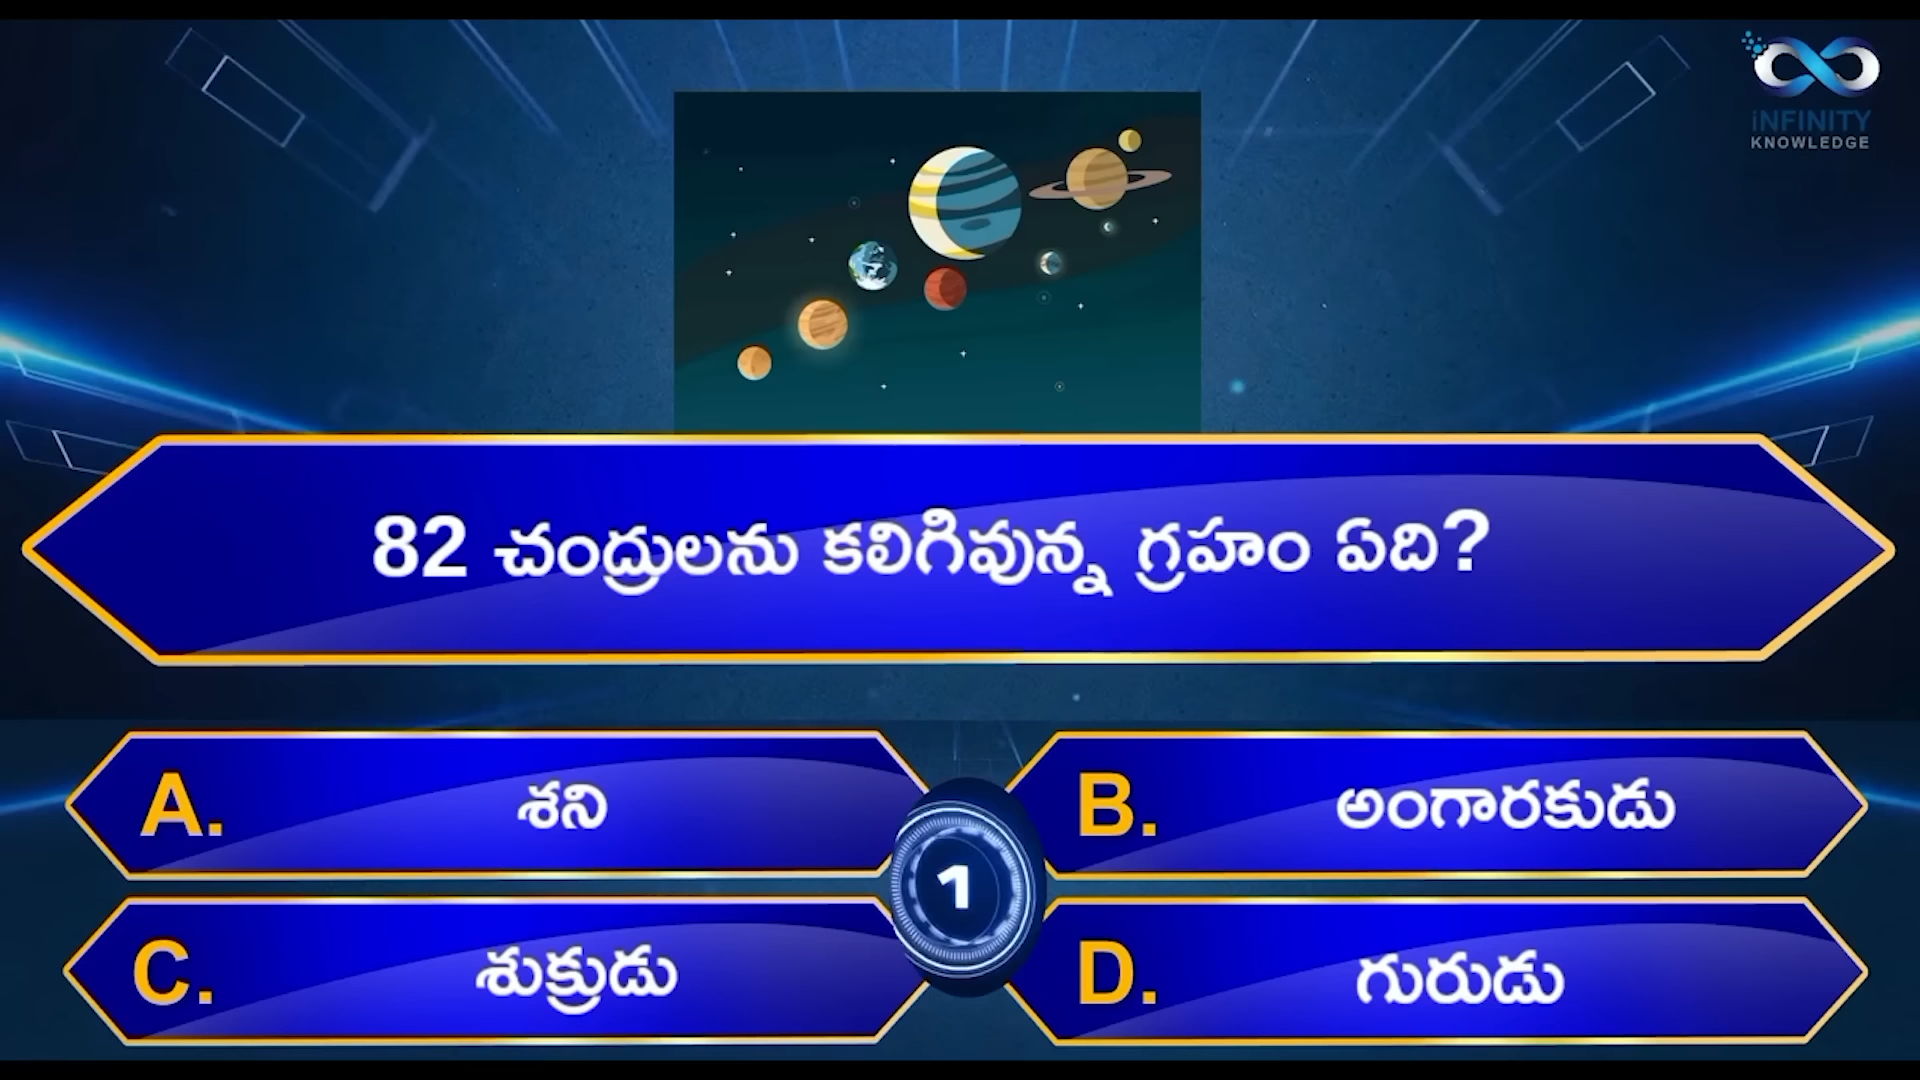 iNFINITY
KNOWLEDGE
82 చంద్రులను కలిగివున్న గ్రహం ఏది?
A. శని
B. అంగారకుడు
1
C. శుక్రుడు
D. గురుడు